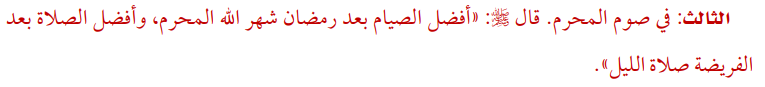 الثالث: في صوم المحرم. قال ﷺ: «أفضل الصيام بعد رمضان شهر الله المحرم، وأفضل الصلاة بعد
الفريضة صلاة الليل».